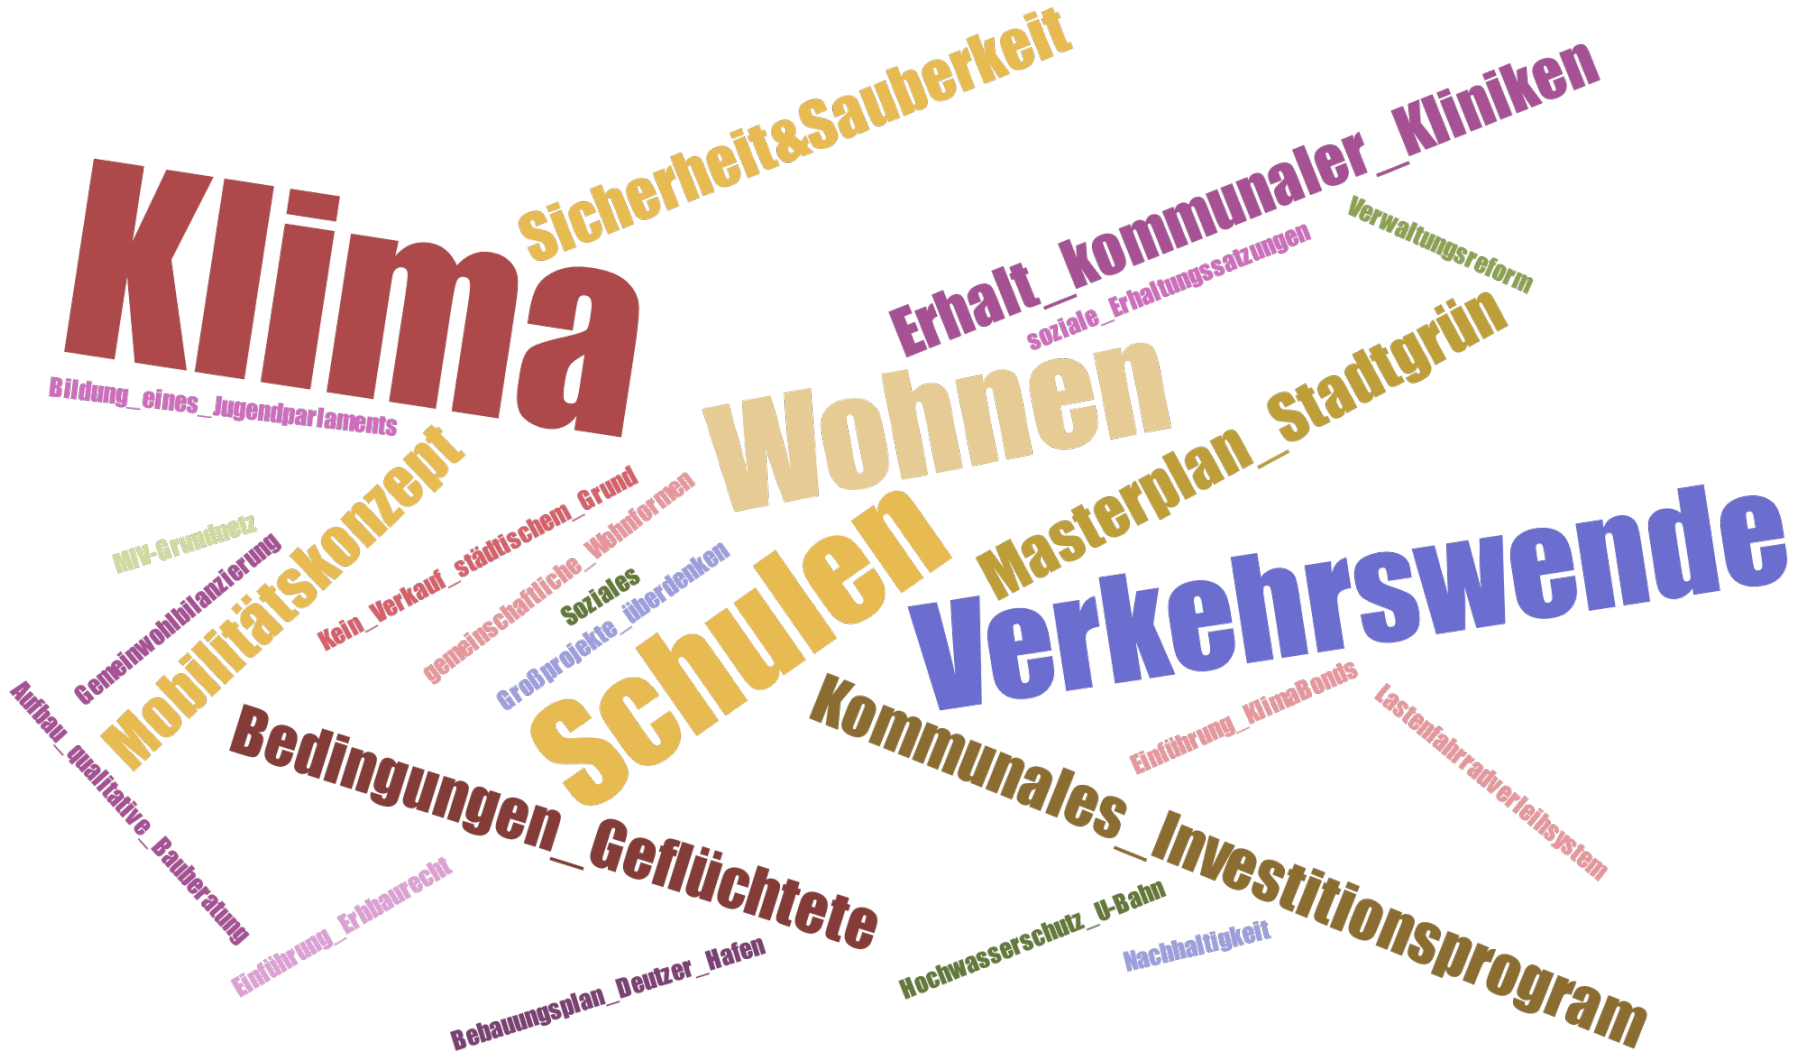 Sicherheit&Sauberkeit
Erhalt_kommunaler_Kliniken
Klima
Verwaltungsreform
soziale_Erhaltungssatzungen
Wohnen
Masterplan_Stadtgrün
Bildung_eines_Jugendparlaments
Mobilitätskonzept
Kein_Verkauf_städtischem_Grund
gemeinschaftliche_Wohnformen
Schulen
Verkehrswende
MIV-Grundnetz
Gemeinwohlbilanzierung
Soziales
Großprojekte_überdenken
Aufbau_qualitative_Bauberatung
Bedingungen_Geflüchtete
Kommunales_Investitionsprogram
Einführung_KlimaBonds
Lastenfahrradverleihsystem
Einführung_Erbbaurecht
Hochwasserschutz_U-Bahn
Nachhaltigkeit
Bebauungsplan_Deutzer_Hafen